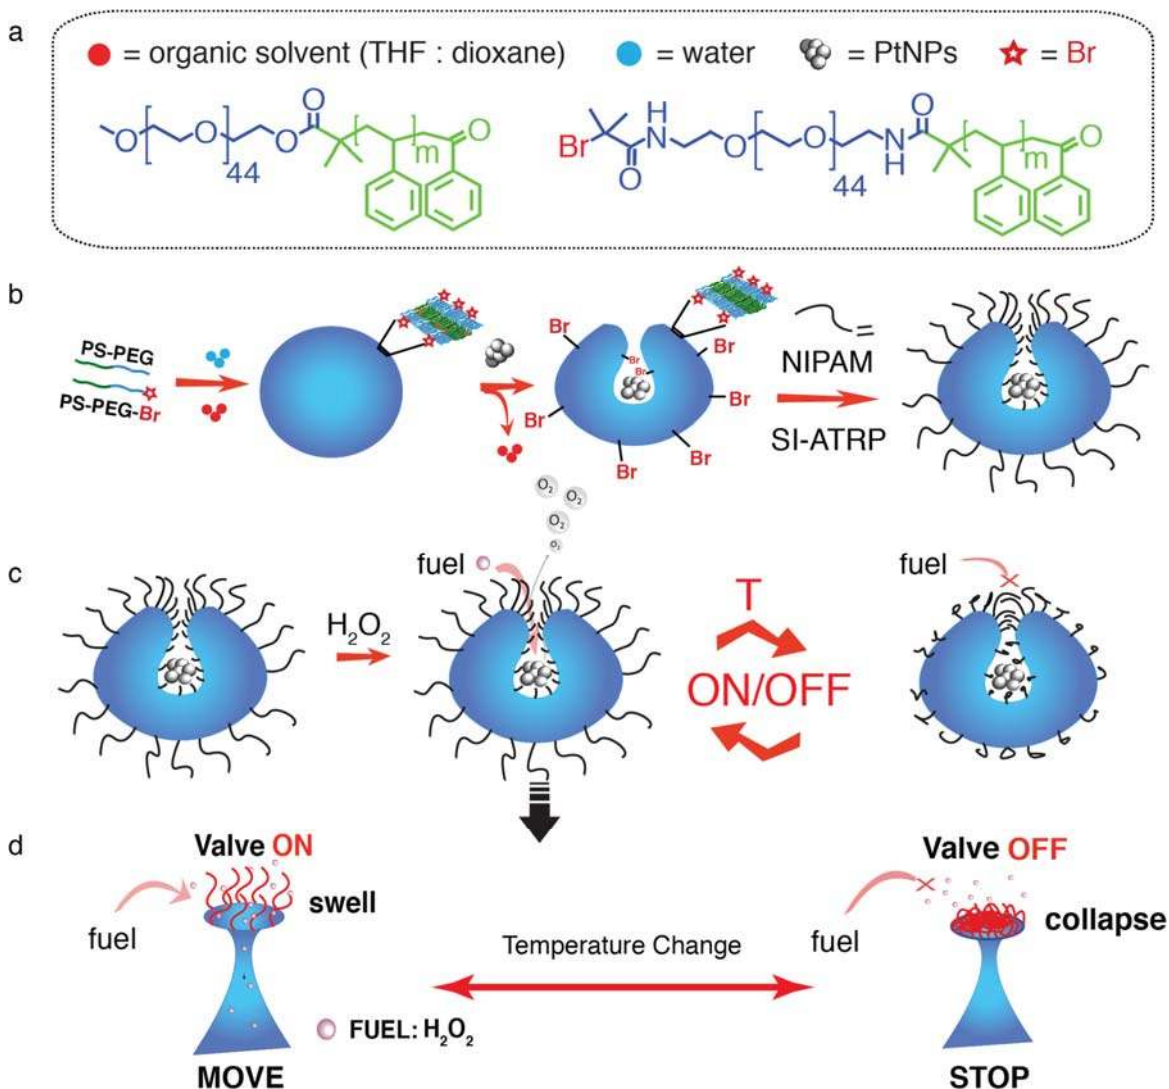 a
= organic solvent (THF : dioxane) = water = PtNPs = Br
O O O O O 44 m
Br O N H O O 44 N H O m O
b
PS-PEG
PS-PEG-Br
Br
Br
Br
Br
Br
Br
Br
Br
NIPAM
SI-ATRP
O2
O2
O2
O2
c
H2O2
fuel
T
ON/OFF
fuel
d
Valve ON
swell
fuel
FUEL: H2O2
MOVE
Temperature Change
Valve OFF
collapse
fuel
STOP